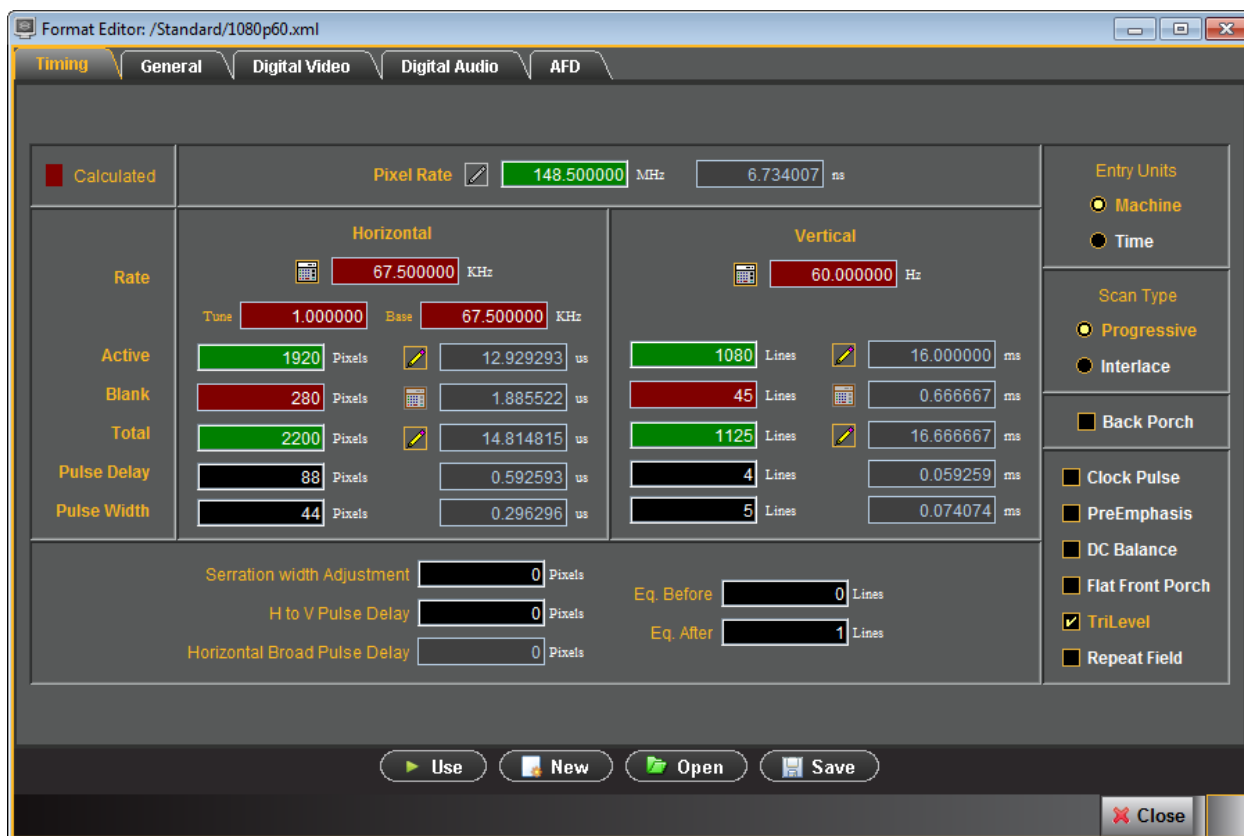 Format Editor: /Standard/1080p60.xml
Timing General Digital Video Digital Audio AFD
Calculated Pixel Rate 148.500000 MHz 6.734007 ns
Entry Units
Machine
Time
Horizontal Vertical
Rate 67.500000 KHz 60.000000 Hz
Tune 1.000000 Base 67.500000 KHz
Scan Type
Progressive
Interlace
Active 1920 Pixels 12.929293 us 1080 Lines 16.000000 ms
Blank 280 Pixels 1.885522 us 45 Lines 0.666667 ms
Total 2200 Pixels 14.814815 us 1125 Lines 16.666667 ms
Pulse Delay 88 Pixels 0.592593 us 4 Lines 0.059259 ms
Pulse Width 44 Pixels 0.296296 us 5 Lines 0.074074 ms
Back Porch
Clock Pulse
PreEmphasis
DC Balance
Flat Front Porch
TriLevel
Repeat Field
Serration width Adjustment 0 Pixels
H to V Pulse Delay 0 Pixels
Horizontal Broad Pulse Delay 0 Pixels
Eq. Before 0 Lines
Eq. After 1 Lines
Use New Open Save
Close